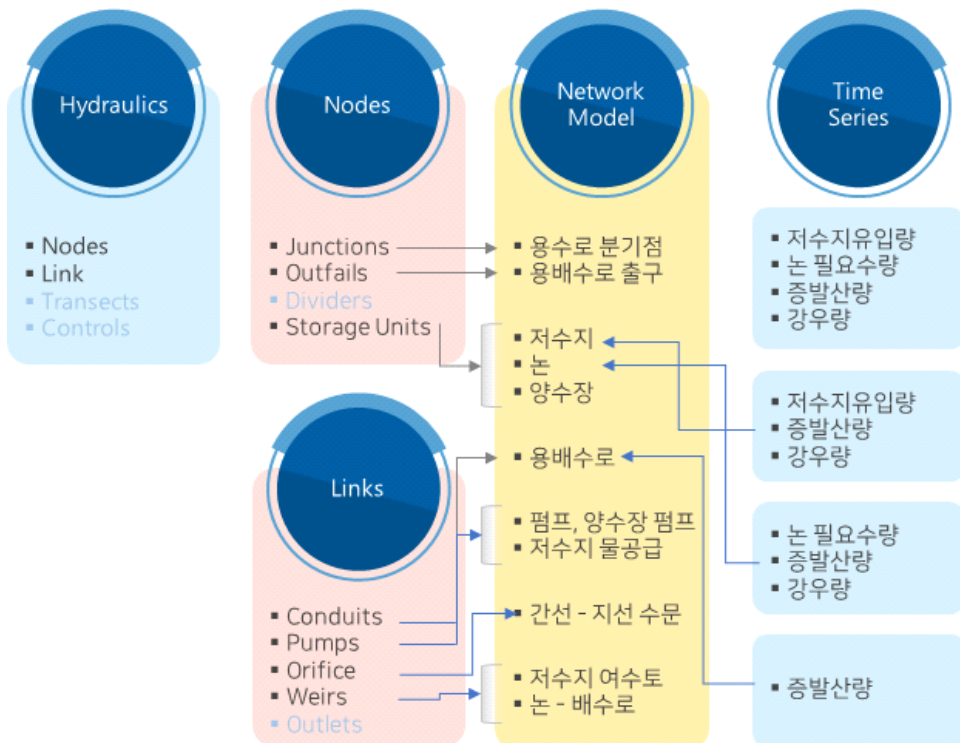 Hydraulics
▪ Nodes
▪ Link
▪ Transects
▪ Controls
Nodes
▪ Junctions
▪ Outfails
▪ Dividers
▪ Storage Units
Links
▪ Conduits
▪ Pumps
▪ Orifice
▪ Weirs
▪ Outlets
Network
Model
▪ 용수로 분기점
▪ 용배수로 출구
▪ 저수지
▪ 논
▪ 양수장
▪ 용배수로
▪ 펌프, 양수장 펌프
▪ 저수지 물공급
▪ 간선 - 지선 수문
▪ 저수지 여수토
▪ 논 - 배수로
Time
Series
▪ 저수지유입량
▪ 논 필요수량
▪ 증발산량
▪ 강우량
▪ 저수지유입량
▪ 증발산량
▪ 강우량
▪ 논 필요수량
▪ 증발산량
▪ 강우량
▪ 증발산량